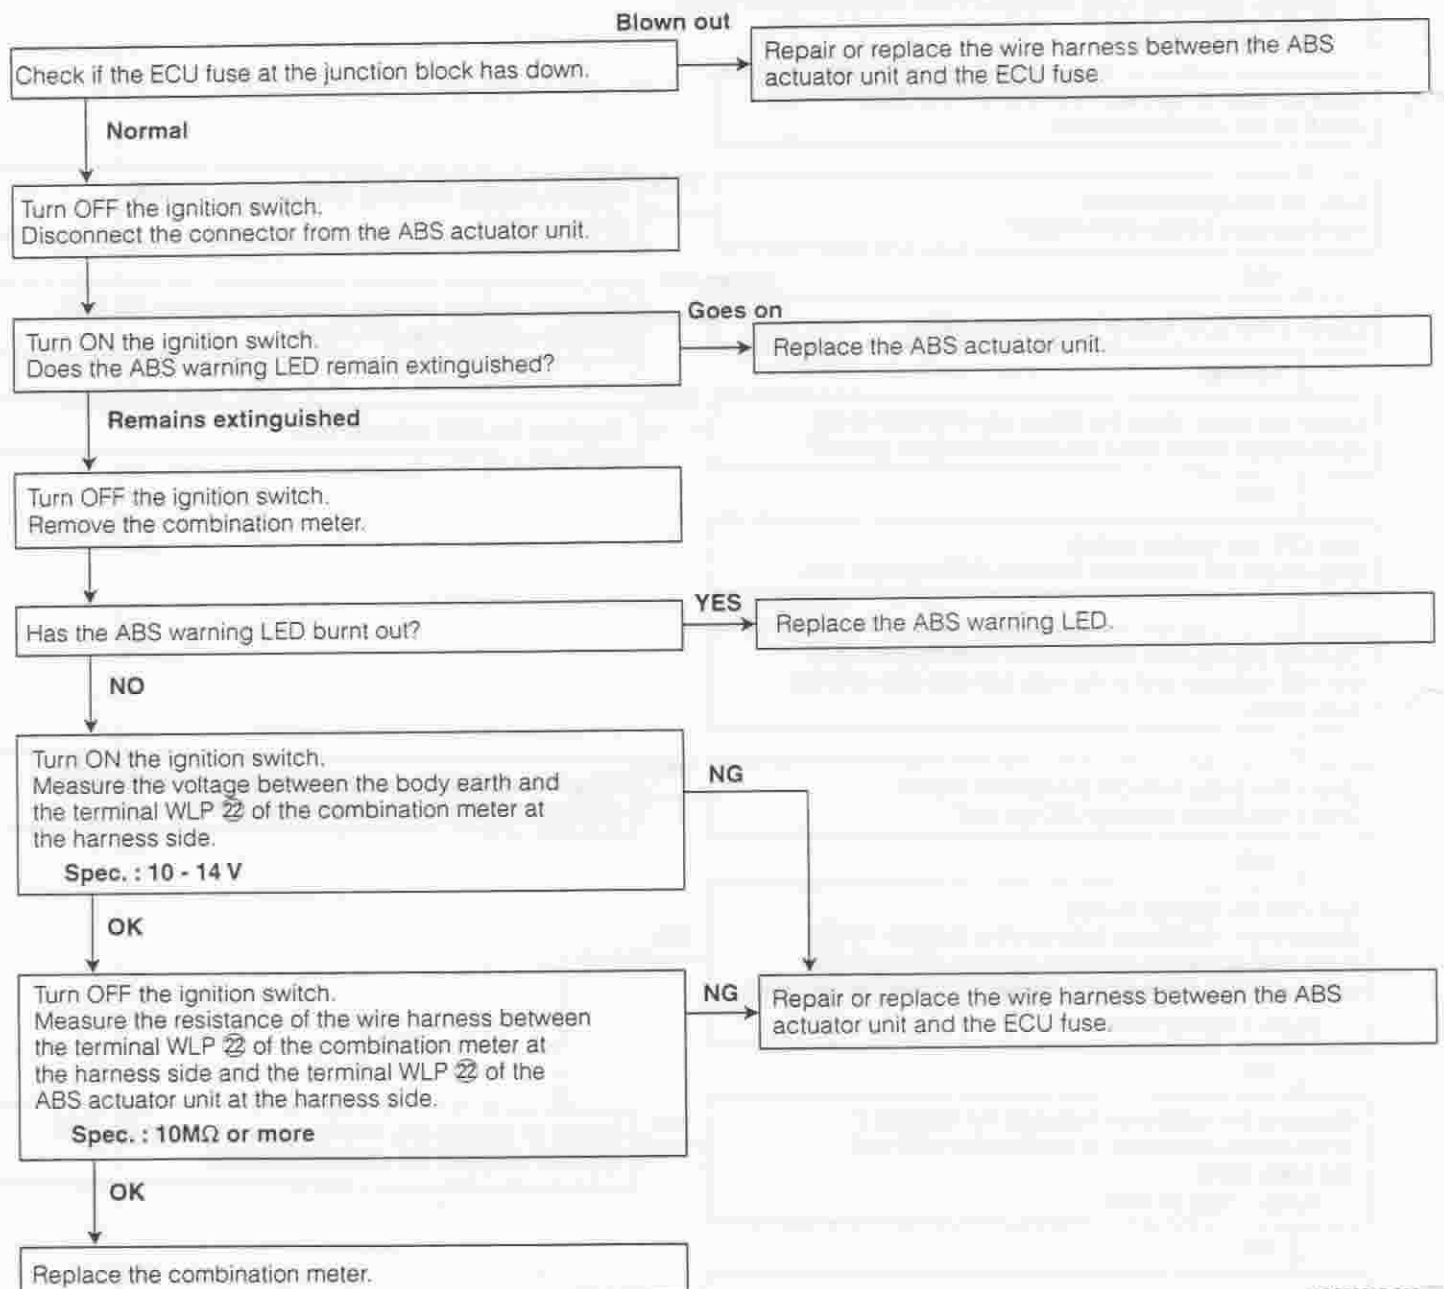 Blown out
Check if the ECU fuse at the junction block has down.
Repair or replace the wire harness between the ABS
actuator unit and the ECU fuse.
Normal
Turn OFF the ignition switch.
Disconnect the connector from the ABS actuator unit.
Goes on
Turn ON the ignition switch.
Does the ABS warning LED remain extinguished?
Replace the ABS actuator unit.
Remains extinguished
Turn OFF the ignition switch.
Remove the combination meter.
Has the ABS warning LED burnt out?
YES
Replace the ABS warning LED.
NO
Turn ON the ignition switch.
Measure the voltage between the body earth and
the terminal WLP ㉒ of the combination meter at
the harness side.
Spec. : 10 - 14 V
NG
OK
Turn OFF the ignition switch.
Measure the resistance of the wire harness between
the terminal WLP ㉒ of the combination meter at
the harness side and the terminal WLP ㉒ of the
ABS actuator unit at the harness side.
Spec. : 10MΩ or more
NG
Repair or replace the wire harness between the ABS
actuator unit and the ECU fuse.
OK
Replace the combination meter.